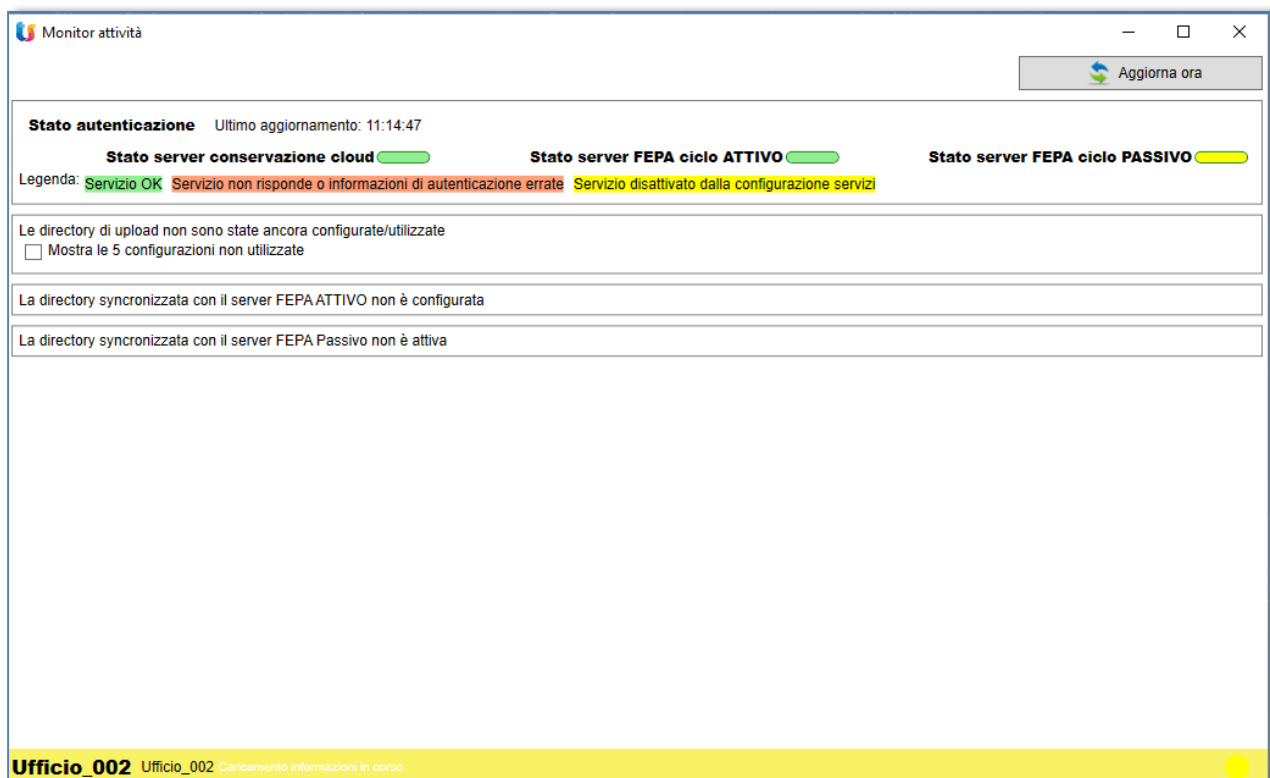 Monitor attività
Aggiorna ora
Stato autenticazione Ultimo aggiornamento: 11:14:47
Stato server conservazione cloud Stato server FEPA ciclo ATTIVO Stato server FEPA ciclo PASSIVO
Legenda: Servizio OK Servizio non risponde o informazioni di autenticazione errate Servizio disattivato dalla configurazione servizi
Le directory di upload non sono state ancora configurate/utilizzate
Mostra le 5 configurazioni non utilizzate
La directory syncronizzata con il server FEPA ATTIVO non è configurata
La directory syncronizzata con il server FEPA Passivo non è attiva
Ufficio_002 Ufficio_002 Caricamento informazioni in corso